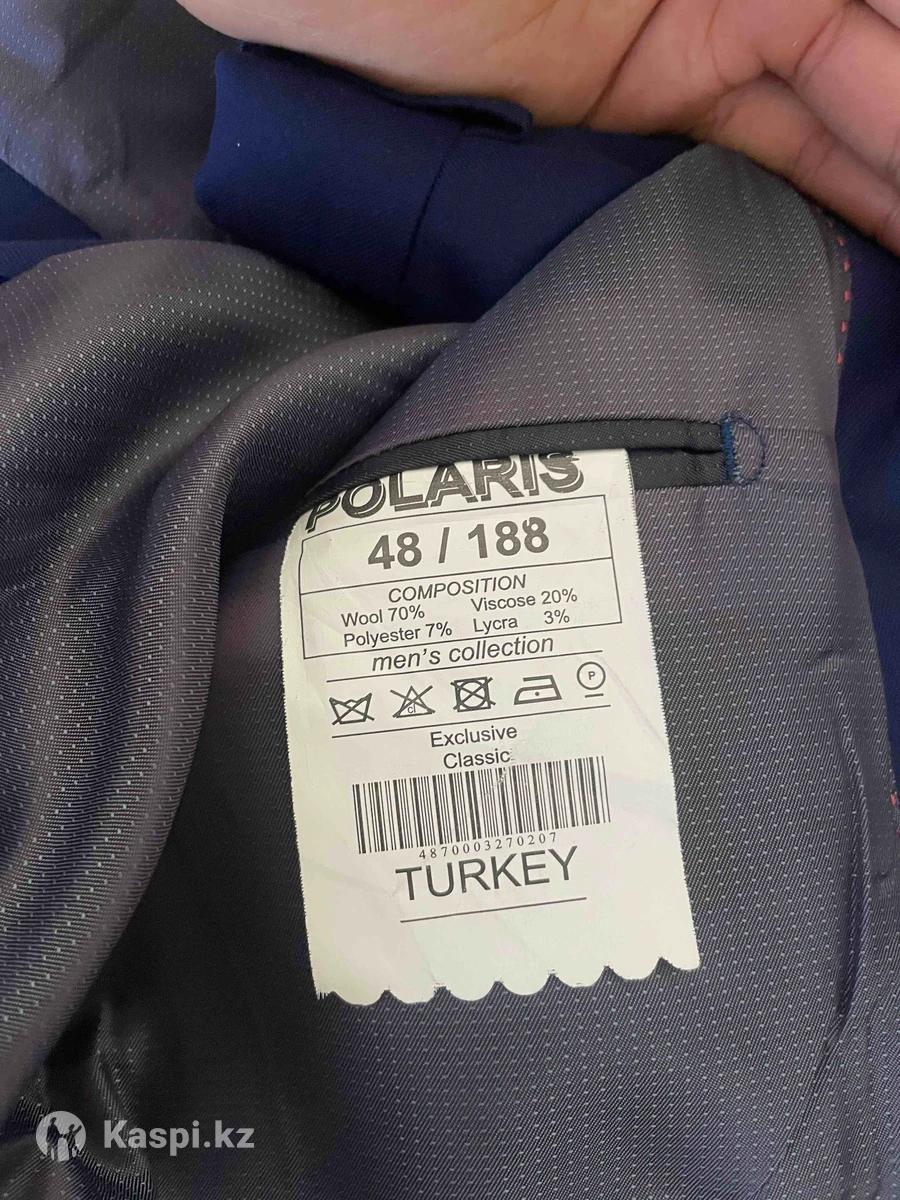 POLARIS
48 / 188
COMPOSITION
Wool 70% Viscose 20%
Polyester 7% Lycra 3%
men's collection
cl P
Exclusive
Classic
4870003270207
TURKEY
Kaspi.kz